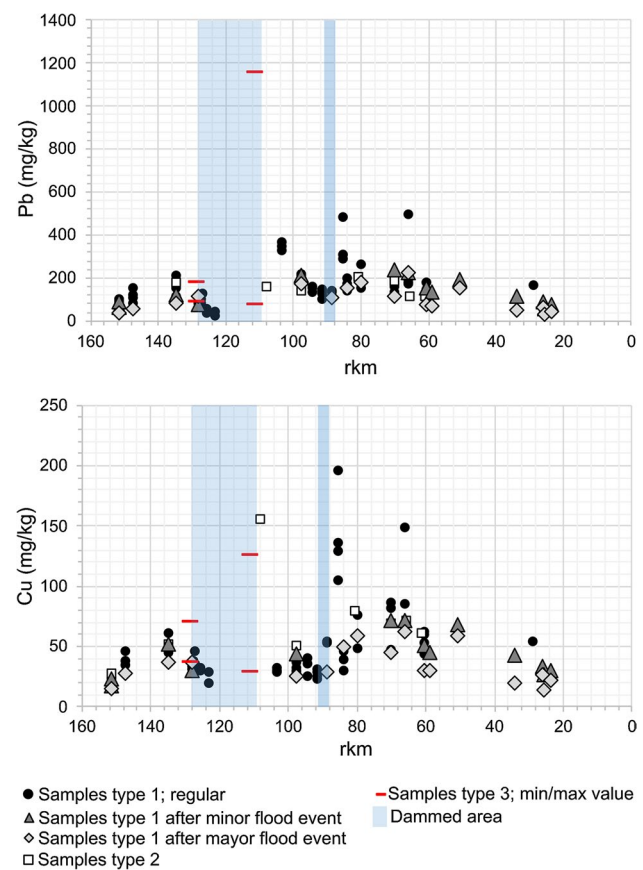 1400
1200
1000
800
600
400
200
0
Pb (mg/kg)
160 140 120 100 80 60 40 20 0
rkm
250
200
150
100
50
0
Cu (mg/kg)
160 140 120 100 80 60 40 20 0
rkm
Samples type 1; regular
Samples type 1 after minor flood event
Samples type 1 after mayor flood event
Samples type 2
Samples type 3; min/max value
Dammed area